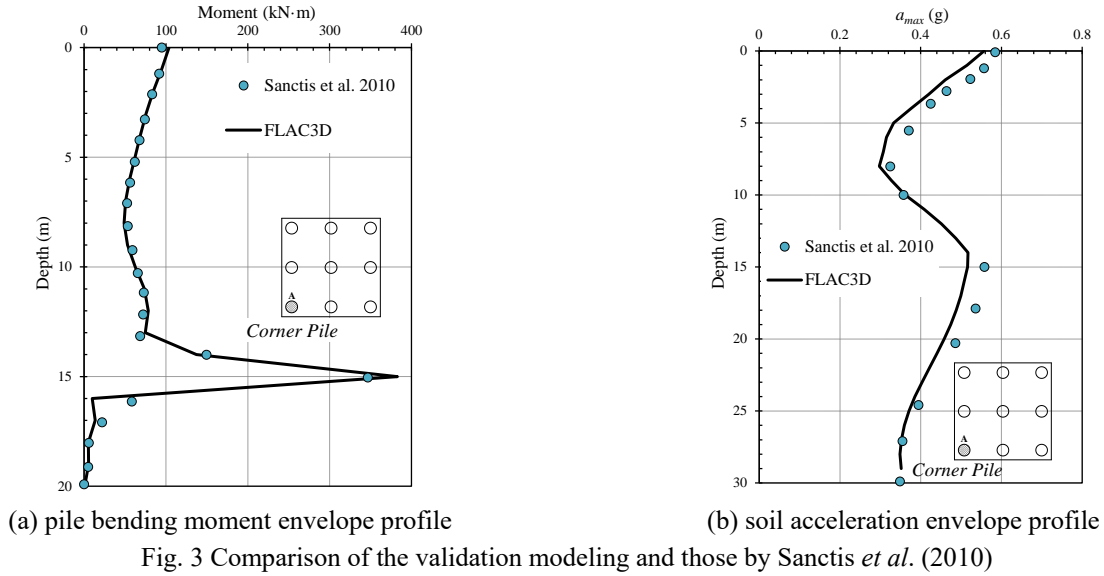 Moment (kN·m)
0 100 200 300 400
0
5
10
15
20
Depth (m)
Sanctis et al. 2010
FLAC3D
A
Corner Pile
(a) pile bending moment envelope profile
a_max (g)
0 0.2 0.4 0.6 0.8
0
5
10
15
20
25
30
Depth (m)
Sanctis et al. 2010
FLAC3D
A
Corner Pile
(b) soil acceleration envelope profile
Fig. 3 Comparison of the validation modeling and those by Sanctis et al. (2010)